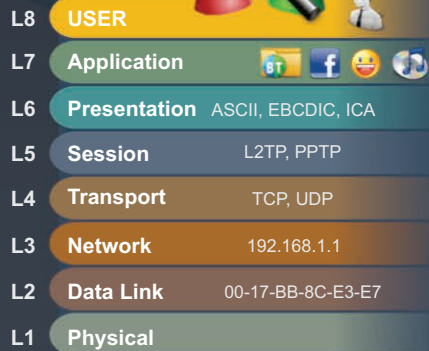 L8 USER
L7 Application BT f
L6 Presentation ASCII, EBCDIC, ICA
L5 Session L2TP, PPTP
L4 Transport TCP, UDP
L3 Network 192.168.1.1
L2 Data Link 00-17-BB-8C-E3-E7
L1 Physical